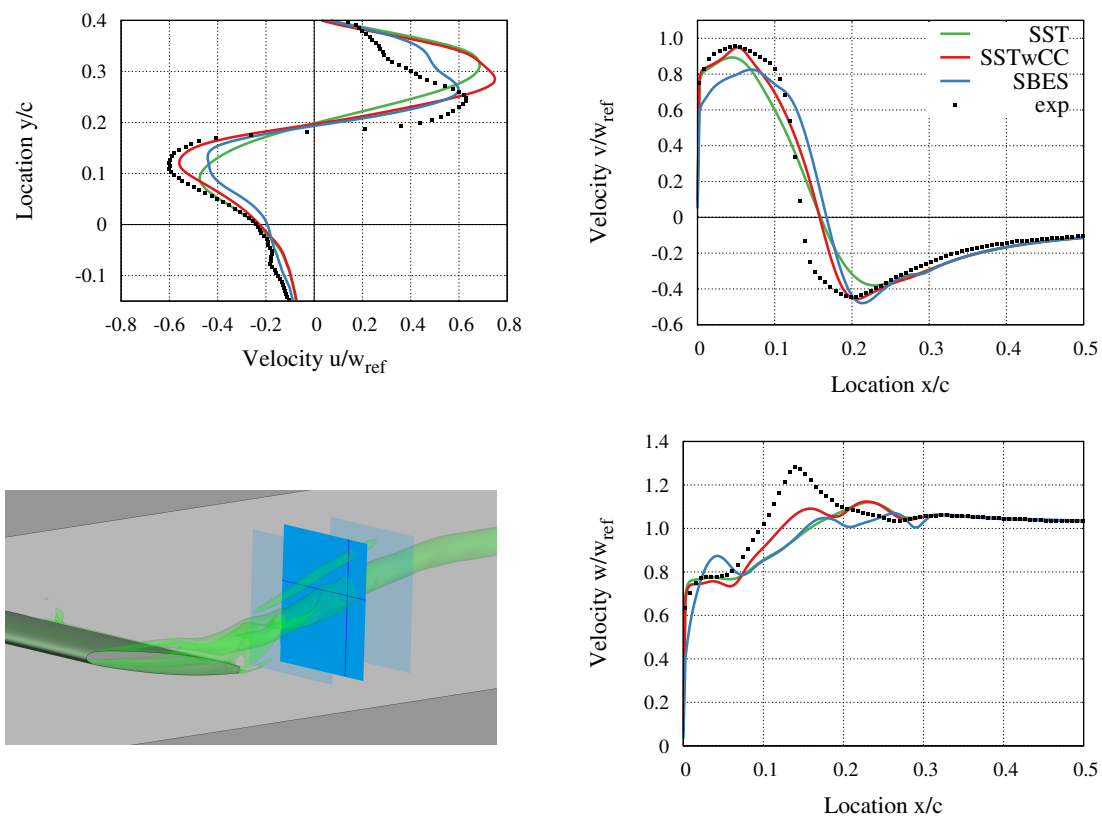 0.4
0.3
0.2
0.1
0
-0.1
Location y/c
-0.8 -0.6 -0.4 -0.2 0 0.2 0.4 0.6 0.8
Velocity u/w_ref
1.0
0.8
0.6
0.4
0.2
0
-0.2
-0.4
-0.6
Velocity v/w_ref
SST
SSTwCC
SBES
exp
0 0.1 0.2 0.3 0.4 0.5
Location x/c
1.4
1.2
1.0
0.8
0.6
1.4
1.0
0
Velocity w/w_ref
0 0.1 0.2 0.3 0.4 0.5
Location x/c